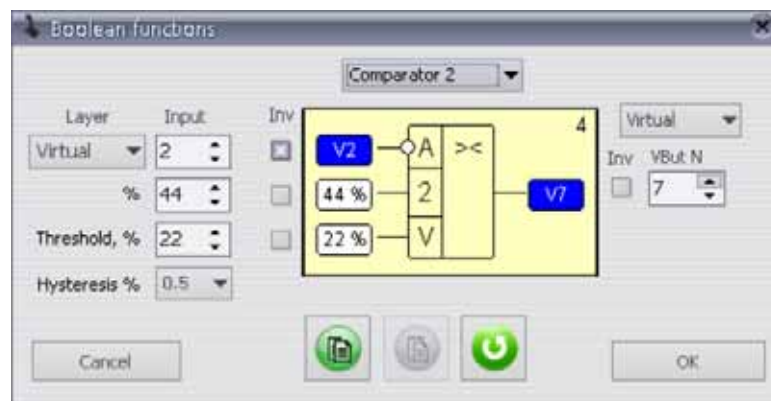 Boolean functions
Comparator 2
Layer Input Inv
Virtual 2
% 44
Threshold, % 22
Hysteresis % 0.5
4
V2 A ><
44 % 2 V7
22 % V
Virtual
Inv VBut N
7
Cancel
OK